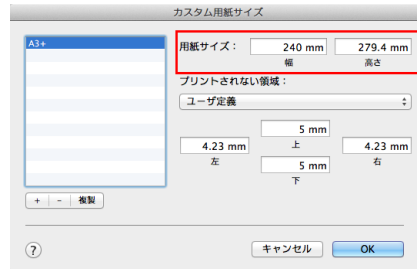 カスタム用紙サイズ
A3+
用紙サイズ： 240 mm 279.4 mm
幅 高さ
プリントされない領域：
ユーザ定義
5 mm
4.23 mm 上 4.23 mm
左 5 mm 右
下
+ - 複製
? キャンセル OK